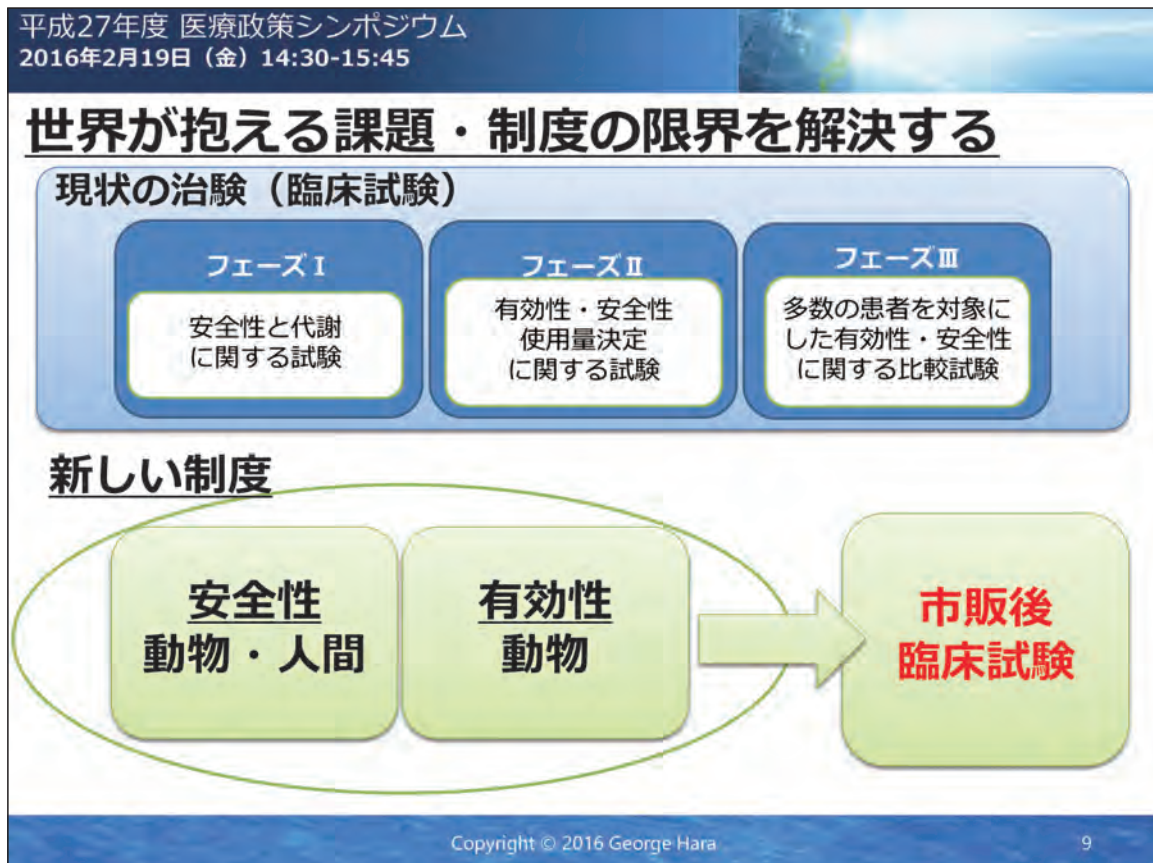 平成27年度 医療政策シンポジウム
2016年2月19日（金）14:30-15:45
世界が抱える課題・制度の限界を解決する
現状の治験（臨床試験）
フェーズⅠ
安全性と代謝
に関する試験
フェーズⅡ
有効性・安全性
使用量決定
に関する試験
フェーズⅢ
多数の患者を対象に
した有効性・安全性
に関する比較試験
新しい制度
安全性
動物・人間
有効性
動物
市販後
臨床試験
Copyright © 2016 George Hara
9